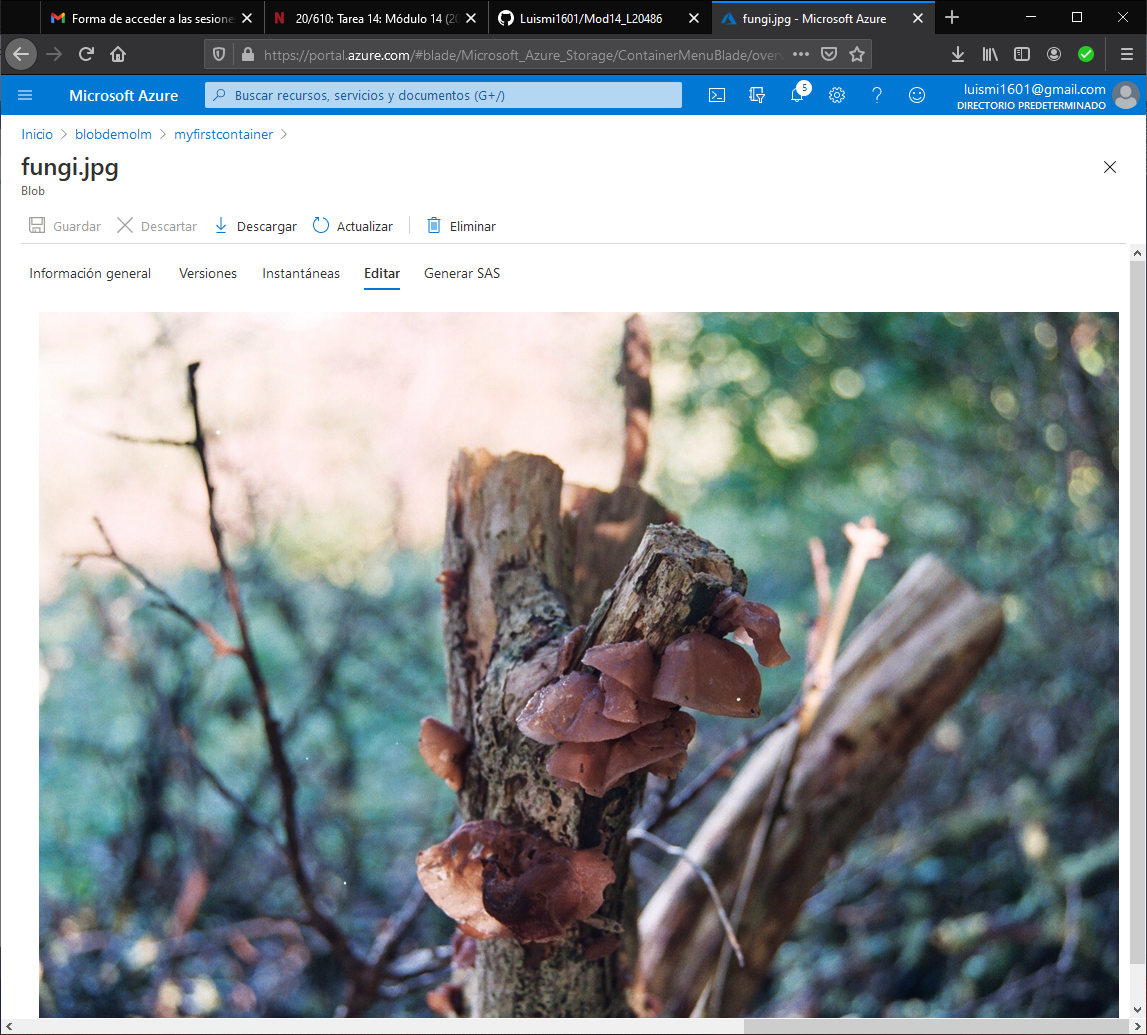 Forma de acceder a las sesione
20/610: Tarea 14: Módulo 14 (20
Luismi1601/Mod14_L20486
fungi.jpg - Microsoft Azure
https://portal.azure.com/#blade/Microsoft_Azure_Storage/ContainerMenuBlade/over
Microsoft Azure
Buscar recursos, servicios y documentos (G+/)
5
luismi1601@gmail.com
DIRECTORIO PREDETERMINADO
Inicio > blobdemolm > myfirstcontainer >
fungi.jpg
Blob
Guardar Descartar Descargar Actualizar Eliminar
Información general Versiones Instantáneas Editar Generar SAS